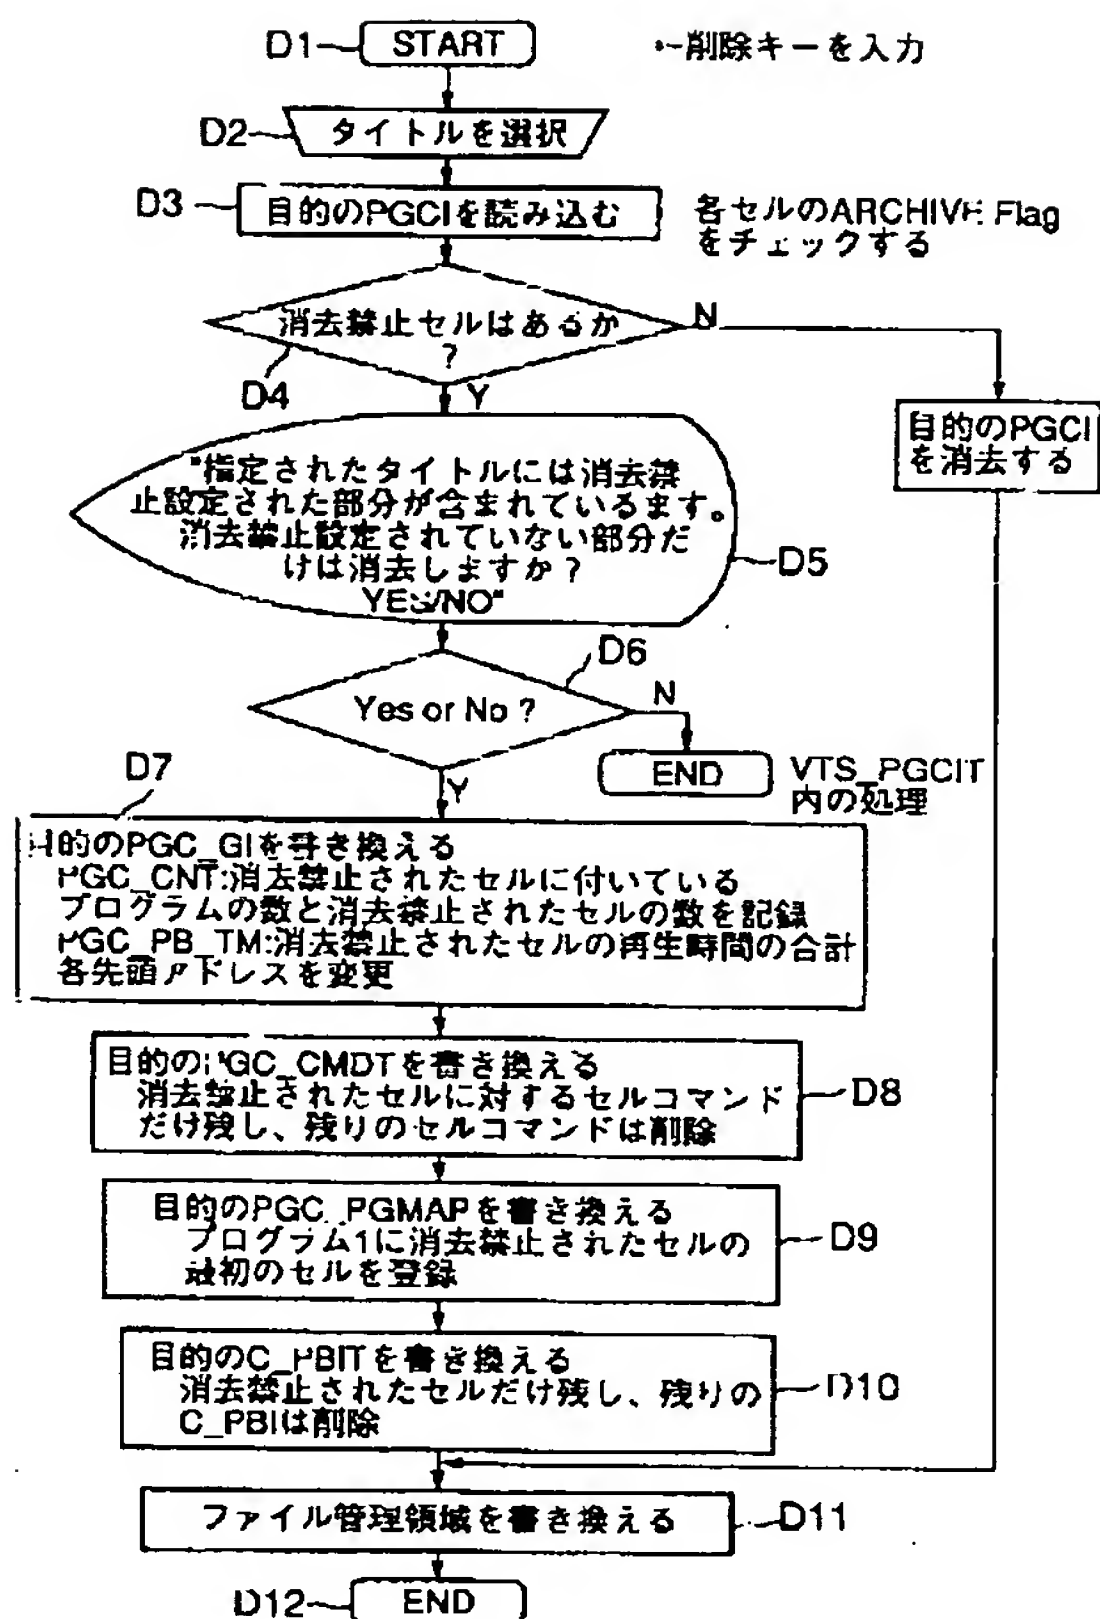 D1 START ←削除キーを入力
D2 タイトルを選択
D3 目的のPGCIを読み込む
各セルのARCHIVE Flag
をチェックする
消去禁止セルはあるか
?
N
D4
Y
目的のPGCI
を消去する
"指定されたタイトルには消去禁
止設定された部分が含まれているます。
消去禁止設定されていない部分だ
けは消去しますか?
YES/NO"
D5
D6
Yes or No ?
N
END
VTS_PGCIT
内の処理
Y
D7
目的のPGC_GIを書き換える
PGC_CNT:消去禁止されたセルに付いている
プログラムの数と消去禁止されたセルの数を記録
PGC_PB_TM:消去禁止されたセルの再生時間の合計
各先頭アドレスを変更
目的のPGC_CMDTを書き換える
消去禁止されたセルに対するセルコマンド
だけ残し、残りのセルコマンドは削除
D8
目的のPGC_PGMAPを書き換える
プログラム1に消去禁止されたセルの
最初のセルを登録
D9
目的のC_PBITを書き換える
消去禁止されたセルだけ残し、残りの
C_PBIは削除
D10
ファイル管理領域を書き換える
D11
D12 END